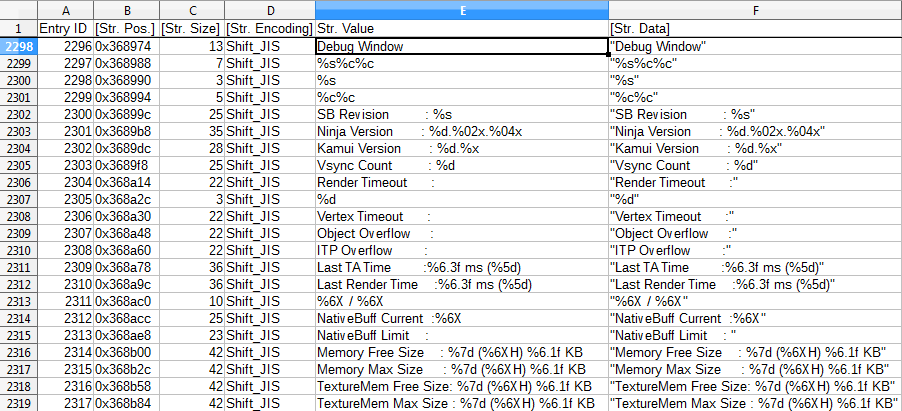 A B C D E F
1 Entry ID [Str. Pos.] [Str. Size] [Str. Encoding] Str. Value [Str. Data]
2298 2296 0x368974 13 Shift_JIS Debug Window "Debug Window"
2299 2297 0x368988 7 Shift_JIS %s%c%c "%s%c%c"
2300 2298 0x368990 3 Shift_JIS %s "%s"
2301 2299 0x368994 5 Shift_JIS %c%c "%c%c"
2302 2300 0x36899c 25 Shift_JIS SB Revision : %s "SB Revision : %s"
2303 2301 0x3689b8 35 Shift_JIS Ninja Version : %d.%02x.%04x "Ninja Version : %d.%02x.%04x"
2304 2302 0x3689dc 28 Shift_JIS Kamui Version : %d.%x "Kamui Version : %d.%x"
2305 2303 0x3689f8 25 Shift_JIS Vsync Count : %d "Vsync Count : %d"
2306 2304 0x368a14 22 Shift_JIS Render Timeout : "Render Timeout :"
2307 2305 0x368a2c 3 Shift_JIS %d "%d"
2308 2306 0x368a30 22 Shift_JIS Vertex Timeout : "Vertex Timeout :"
2309 2307 0x368a48 22 Shift_JIS Object Overflow : "Object Overflow :"
2310 2308 0x368a60 22 Shift_JIS ITP Overflow : "ITP Overflow :"
2311 2309 0x368a78 36 Shift_JIS Last TA Time :%6.3f ms (%5d) "Last TA Time :%6.3f ms (%5d)"
2312 2310 0x368a9c 36 Shift_JIS Last Render Time :%6.3f ms (%5d) "Last Render Time :%6.3f ms (%5d)"
2313 2311 0x368ac0 10 Shift_JIS %6X / %6X "%6X / %6X"
2314 2312 0x368acc 25 Shift_JIS NativeBuff Current :%6X "NativeBuff Current :%6X"
2315 2313 0x368ae8 23 Shift_JIS NativeBuff Limit : "NativeBuff Limit : "
2316 2314 0x368b00 42 Shift_JIS Memory Free Size : %7d (%6XH) %6.1f KB "Memory Free Size : %7d (%6XH) %6.1f KB"
2317 2315 0x368b2c 42 Shift_JIS Memory Max Size : %7d (%6XH) %6.1f KB "Memory Max Size : %7d (%6XH) %6.1f KB"
2318 2316 0x368b58 42 Shift_JIS TextureMem Free Size: %7d (%6XH) %6.1f KB "TextureMem Free Size: %7d (%6XH) %6.1f KB"
2319 2317 0x368b84 42 Shift_JIS TextureMem Max Size : %7d (%6XH) %6.1f KB "TextureMem Max Size : %7d (%6XH) %6.1f KB"